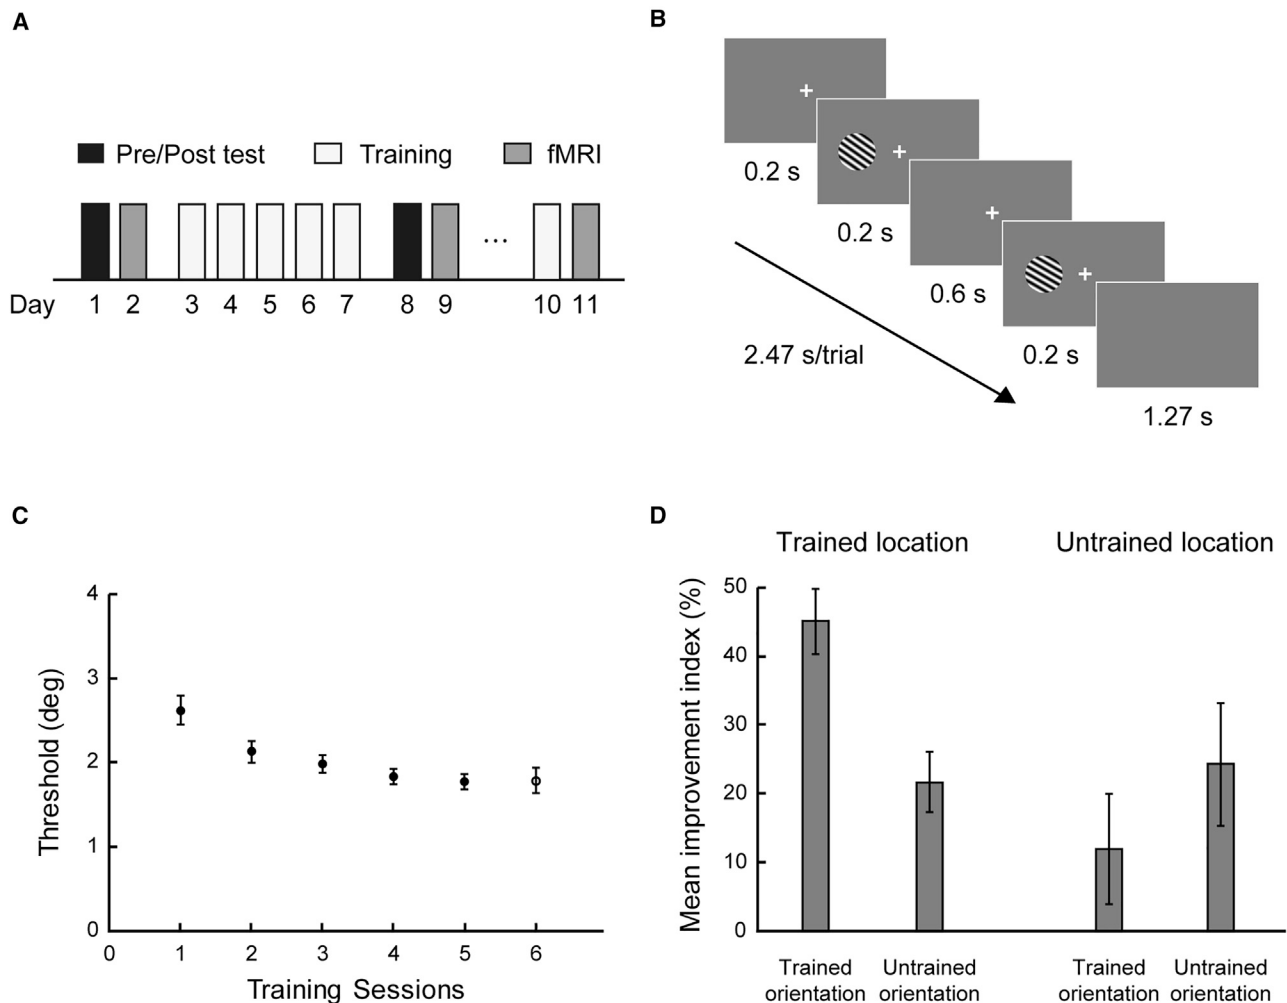 A
Pre/Post test Training fMRI
...
Day 1 2 3 4 5 6 7 8 9 10 11
B
0.2 s
0.2 s
0.6 s
0.2 s
1.27 s
2.47 s/trial
C
Threshold (deg)
4
3
2
1
0
0 1 2 3 4 5 6
Training Sessions
D
Trained location Untrained location
Mean improvement index (%)
50
40
30
20
10
0
Trained orientation
Untrained orientation
Trained orientation
Untrained orientation